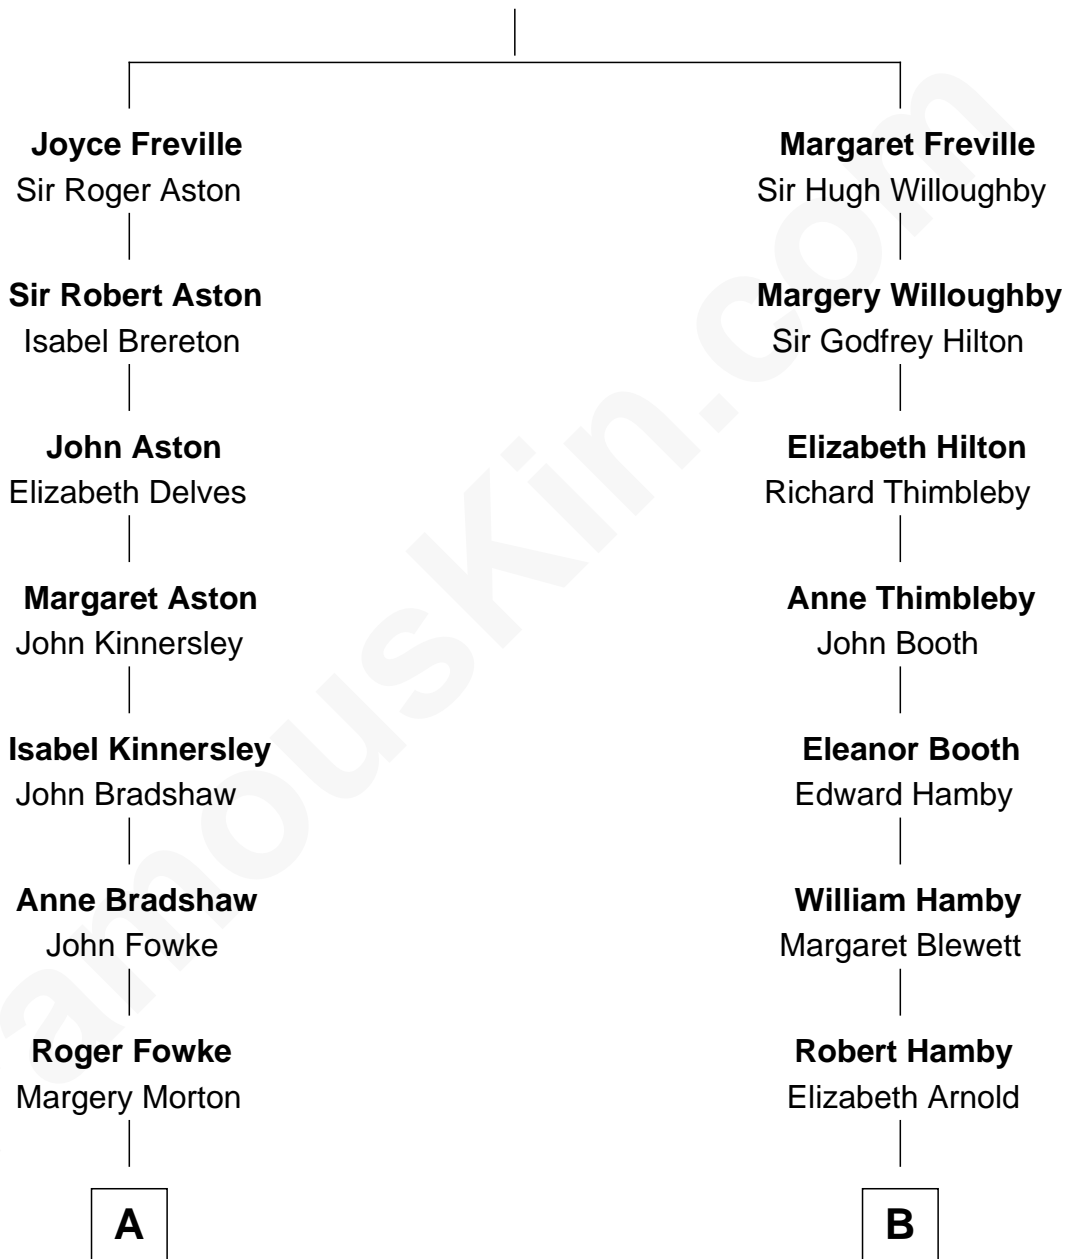 Joyce Freville
Sir Roger Aston
Sir Robert Aston
Isabel Brereton
John Aston
Elizabeth Delves
Margaret Aston
John Kinnersley
Isabel Kinnersley
John Bradshaw
Anne Bradshaw
John Fowke
Roger Fowke
Margery Morton
A
Margaret Freville
Sir Hugh Willoughby
Margery Willoughby
Sir Godfrey Hilton
Elizabeth Hilton
Richard Thimbleby
Anne Thimbleby
John Booth
Eleanor Booth
Edward Hamby
William Hamby
Margaret Blewett
Robert Hamby
Elizabeth Arnold
B
amousKin.com